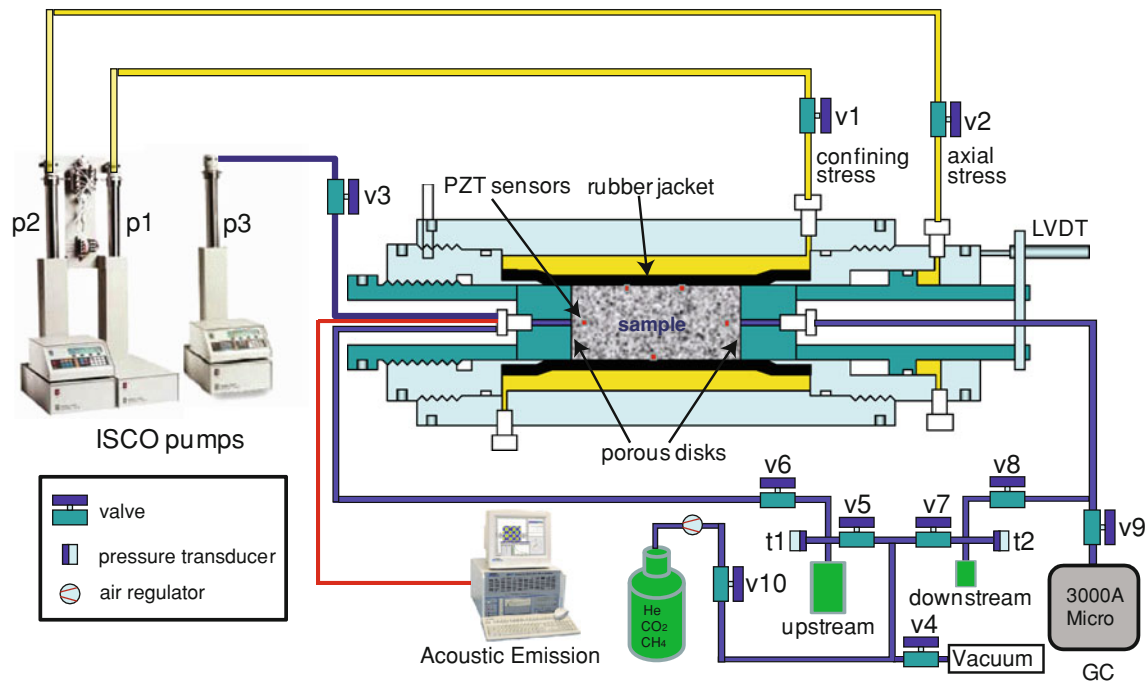 v1
v2
confining
stress
axial
stress
PZT sensors
rubber jacket
v3
p2
p1
p3
LVDT
sample
ISCO pumps
porous disks
valve
pressure transducer
air regulator
v6
v8
v5
v7
v9
t1
t2
v10
He
CO2
CH4
upstream
downstream
3000A
Micro
v4
Vacuum
GC
Acoustic Emission